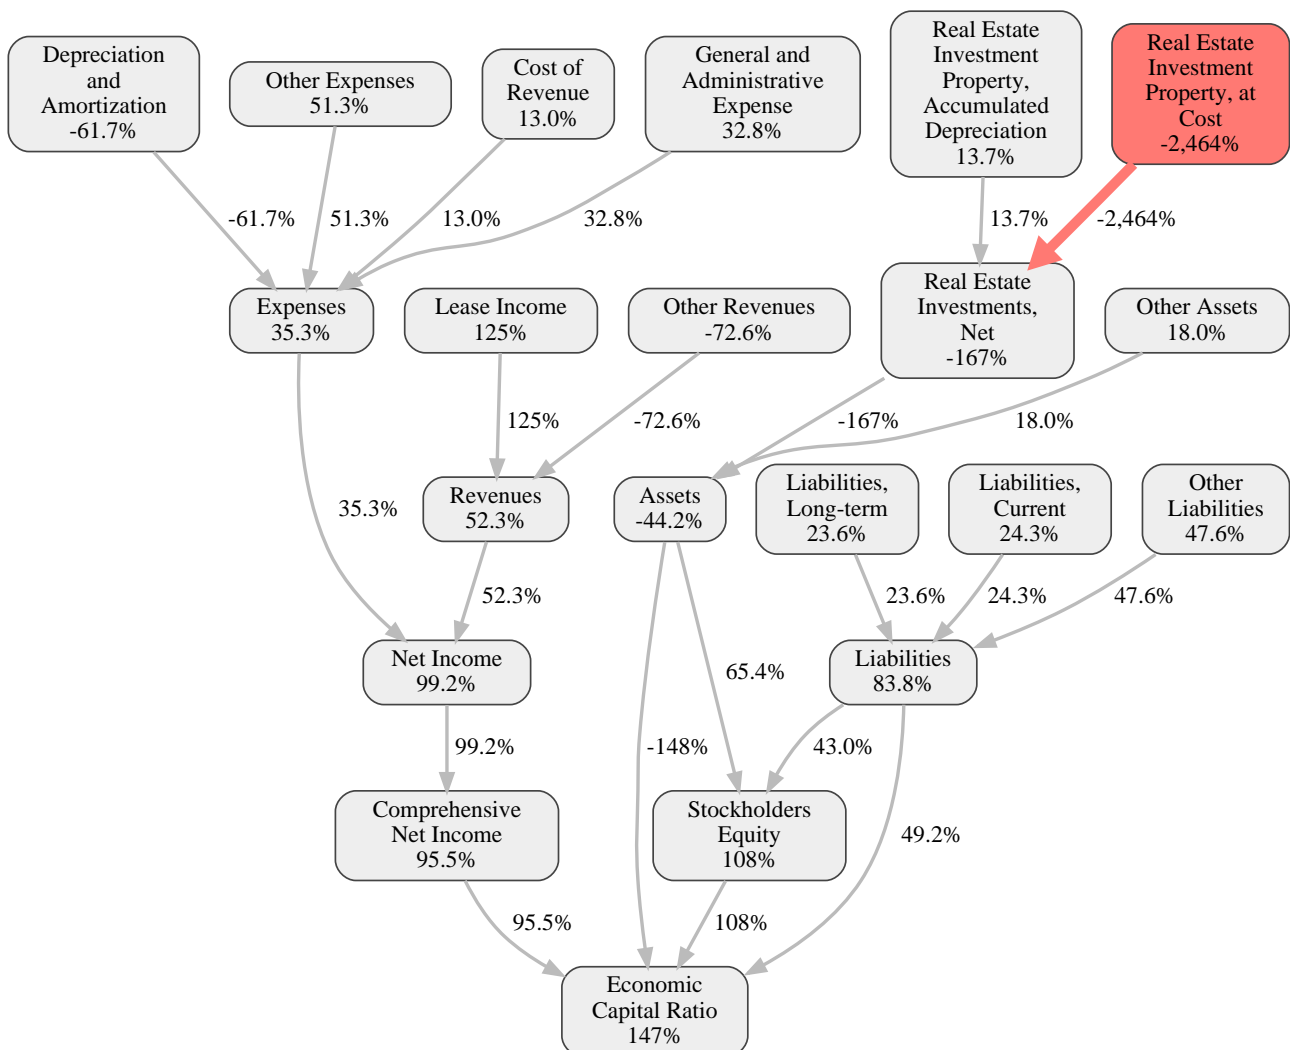 Depreciation
and
Amortization
-61.7%
Other Expenses
51.3%
Cost of
Revenue
13.0%
General and
Administrative
Expense
32.8%
Real Estate
Investment
Property,
Accumulated
Depreciation
13.7%
Real Estate
Investment
Property, at
Cost
-2,464%
-61.7%
51.3%
13.0%
32.8%
13.7%
-2,464%
Expenses
35.3%
Lease Income
125%
Other Revenues
-72.6%
Real Estate
Investments,
Net
-167%
Other Assets
18.0%
125%
-72.6%
-167%
18.0%
35.3%
Revenues
52.3%
Assets
-44.2%
Liabilities,
Long-term
23.6%
Liabilities,
Current
24.3%
Other
Liabilities
47.6%
52.3%
23.6%
24.3%
47.6%
Net Income
99.2%
65.4%
Liabilities
83.8%
99.2%
-148%
43.0%
Comprehensive
Net Income
95.5%
Stockholders
Equity
108%
49.2%
95.5%
108%
Economic
Capital Ratio
147%